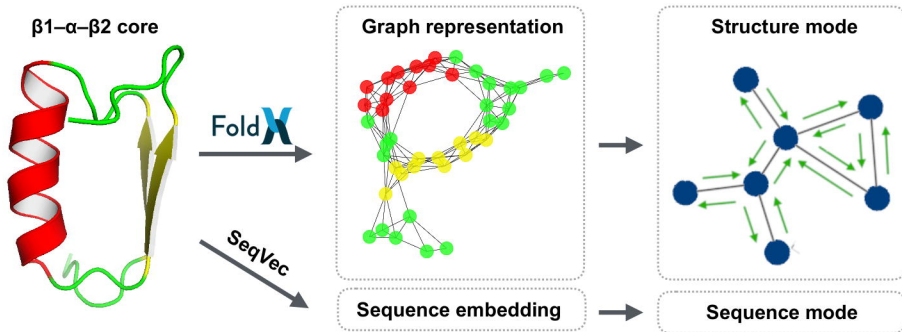 β1–α–β2 core
Graph representation
Structure mode
FoldX
SeqVec
Sequence embedding
Sequence mode